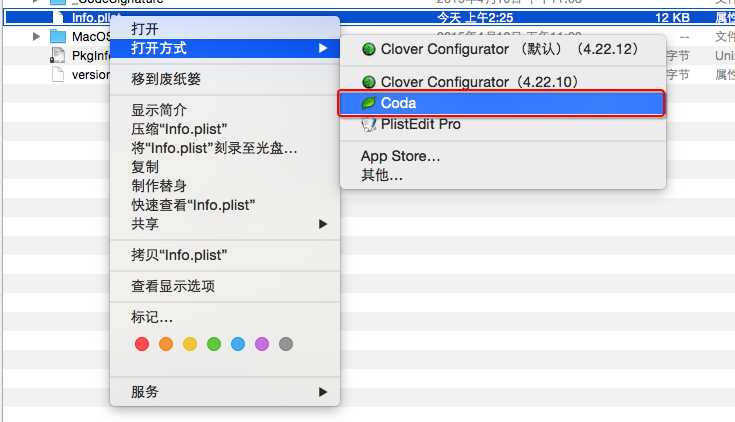 _CodeSignature
Info.plist 今天 上午2:25 12 KB 属性
MacOS -- 文件
PkgInfo 字节 Unix
version 字节 属性
打开
打开方式
移到废纸篓
显示简介
压缩“Info.plist”
将“Info.plist”刻录至光盘…
复制
制作替身
快速查看“Info.plist”
共享
拷贝“Info.plist”
查看显示选项
标记…
服务
Clover Configurator （默认）（4.22.12）
Clover Configurator（4.22.10）
Coda
PlistEdit Pro
App Store…
其他…